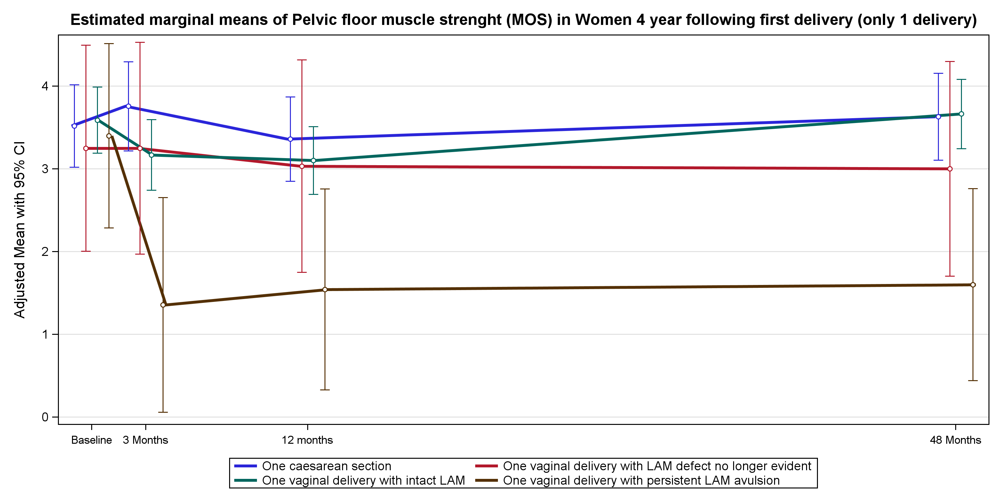 Estimated marginal means of Pelvic floor muscle strenght (MOS) in Women 4 year following first delivery (only 1 delivery)
Adjusted Mean with 95% CI
4
3
2
1
0
Baseline 3 Months 12 months 48 Months
One caesarean section One vaginal delivery with LAM defect no longer evident
One vaginal delivery with intact LAM One vaginal delivery with persistent LAM avulsion